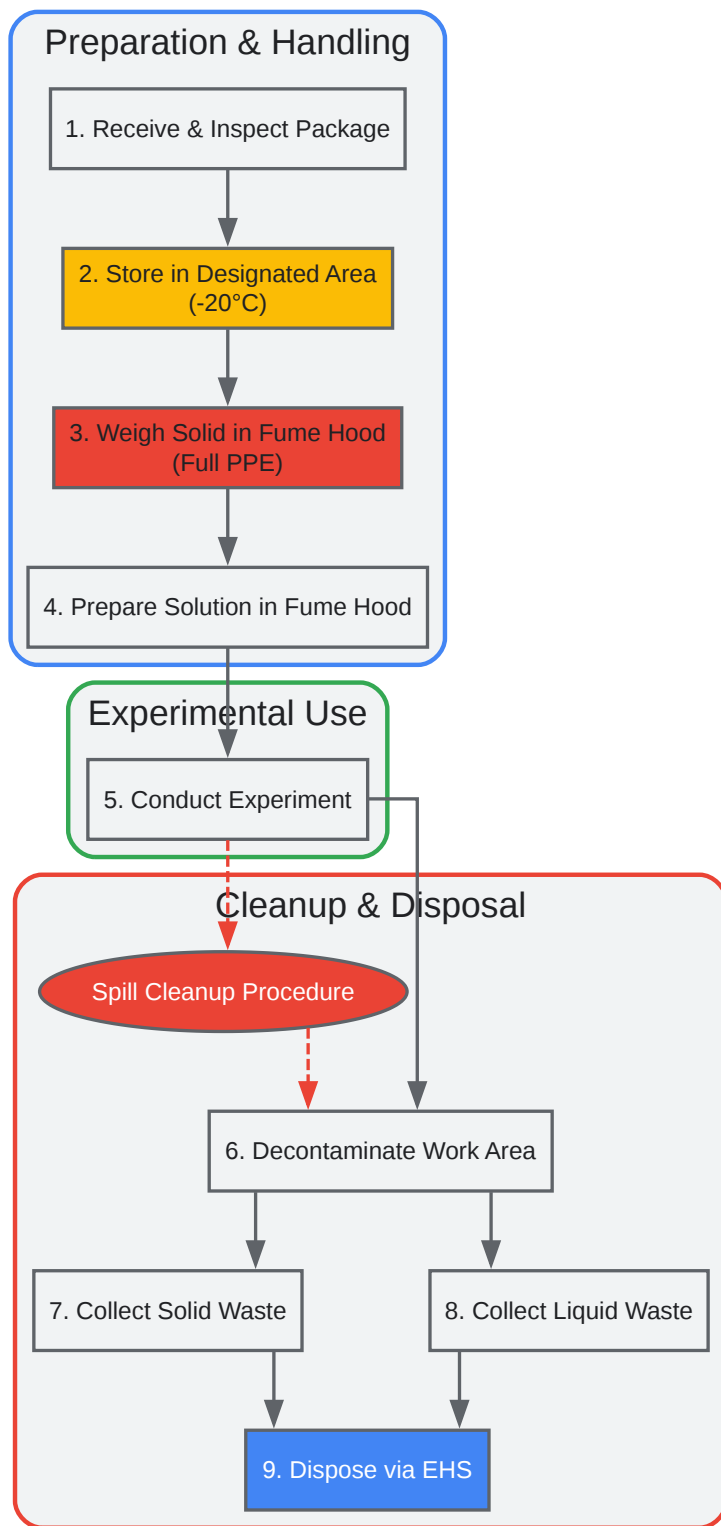 Preparation & Handling
1. Receive & Inspect Package
2. Store in Designated Area
(-20°C)
3. Weigh Solid in Fume Hood
(Full PPE)
4. Prepare Solution in Fume Hood
Experimental Use
5. Conduct Experiment
Cleanup & Disposal
Spill Cleanup Procedure
6. Decontaminate Work Area
7. Collect Solid Waste
8. Collect Liquid Waste
9. Dispose via EHS